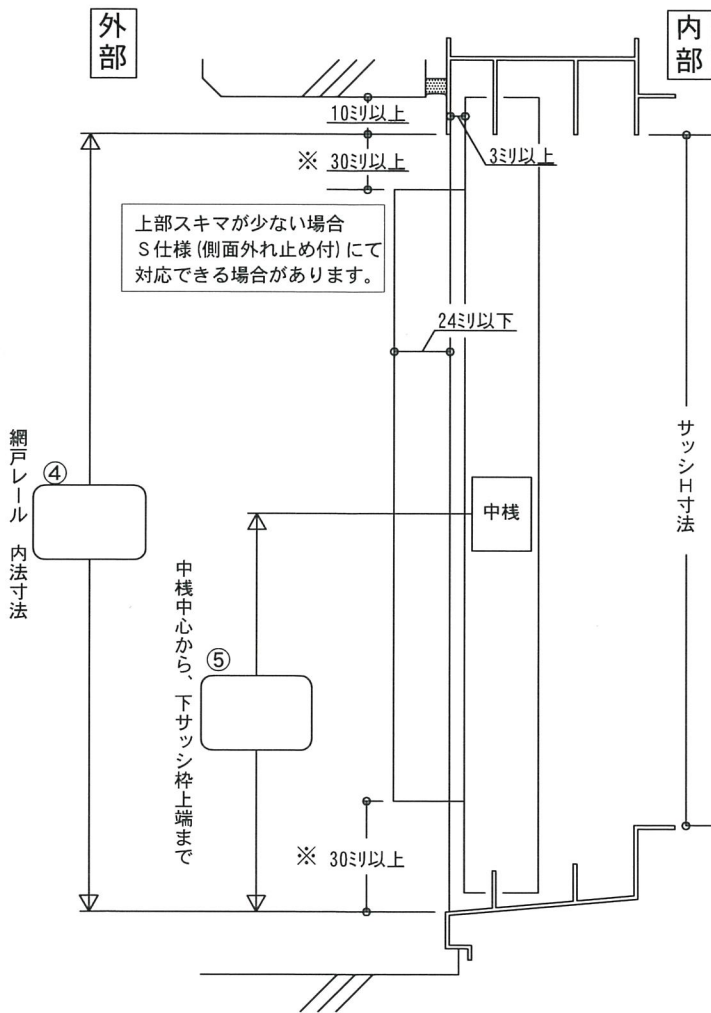 外部
内部
10ミリ以上
3ミリ以上
※ 30ミリ以上
上部スキマが少ない場合
S仕様(側面外れ止め付)にて
対応できる場合があります。
24ミリ以下
網戸レール 内法寸法
④
サッシH寸法
中桟
中桟中心から、下サッシ枠上端まで
⑤
※ 30ミリ以上